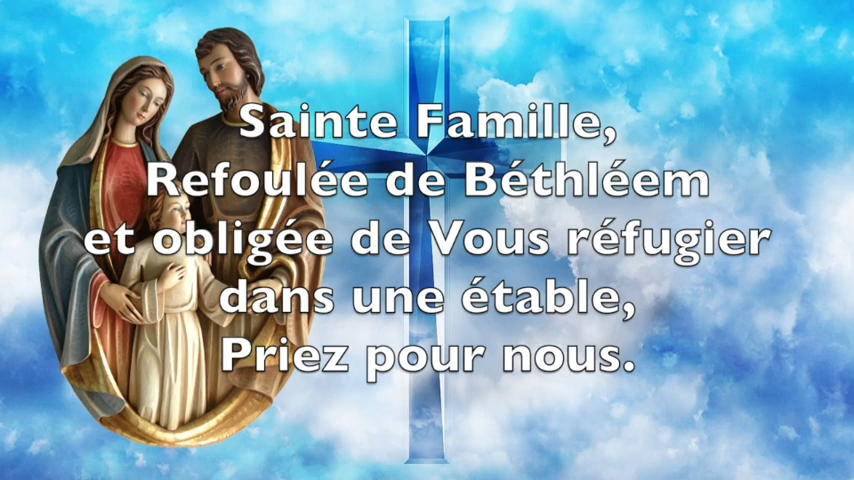 Sainte Famille,
Refoulée de Béthléem
et obligée de Vous réfugier
dans une étable,
Priez pour nous.